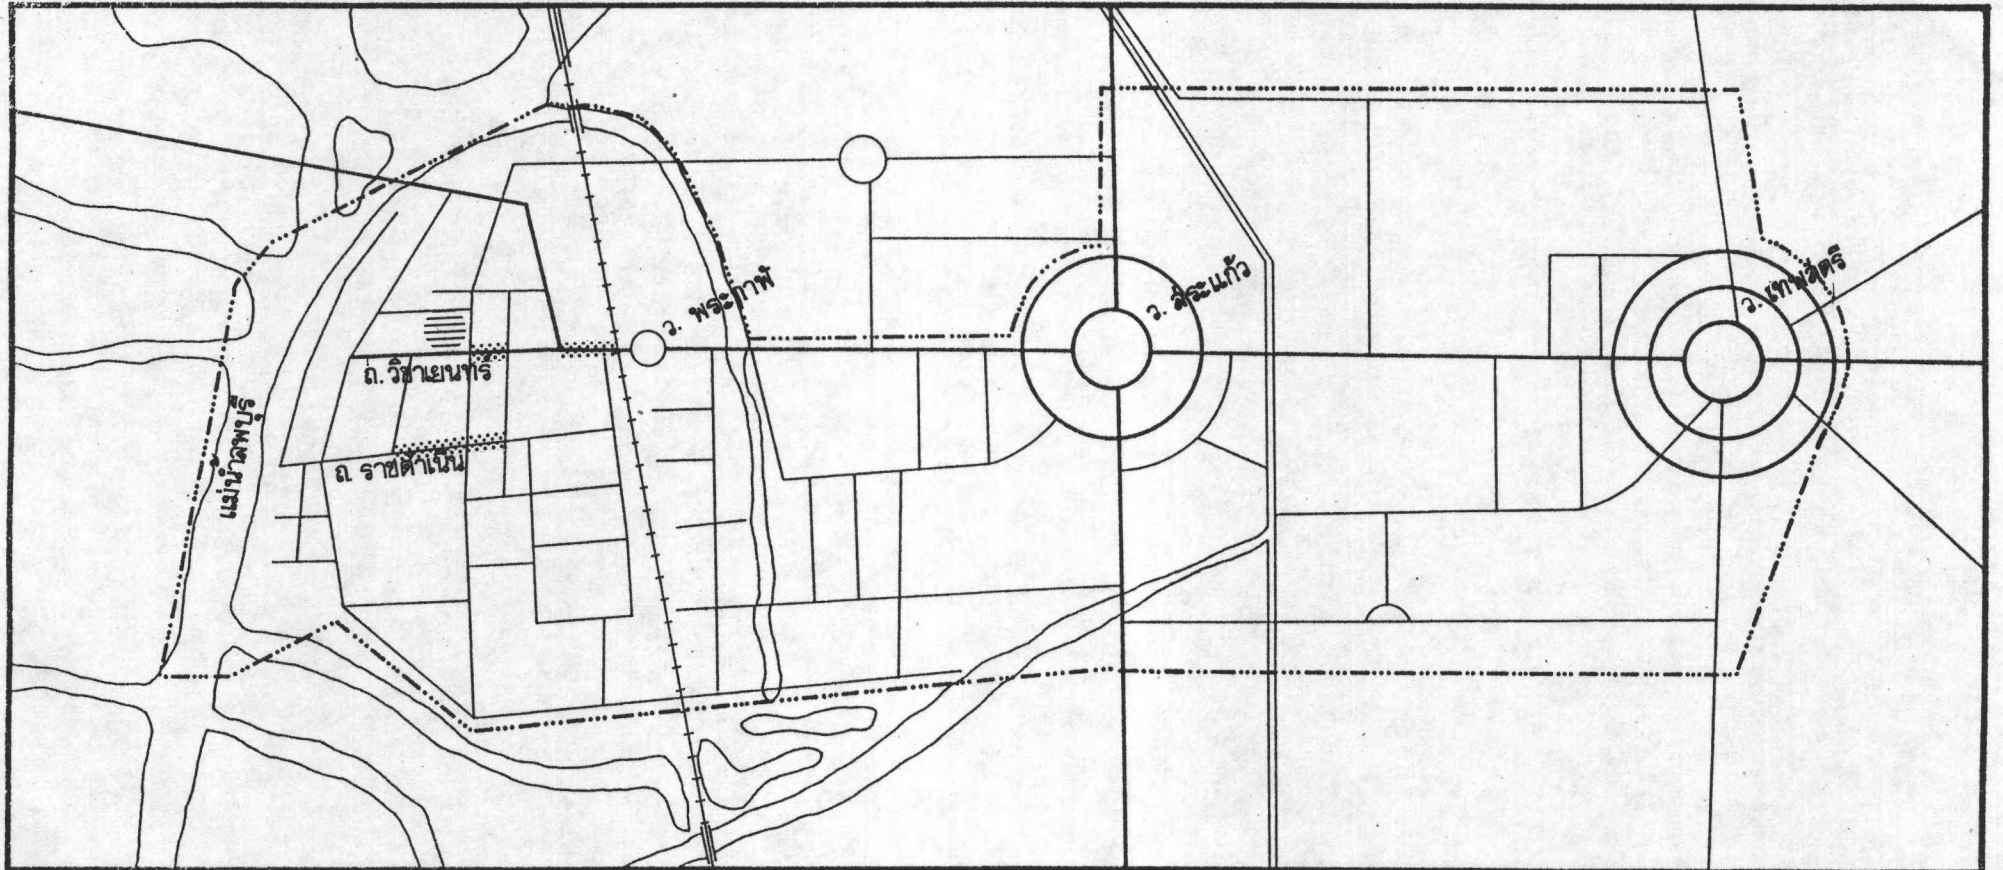 ว. พระกาฬ
ว. สระแก้ว
ว. เทพสตรี
ถ. วิชาเยนทร์
แม่น้ำลพบุรี
ถ. ราชดำเนิน